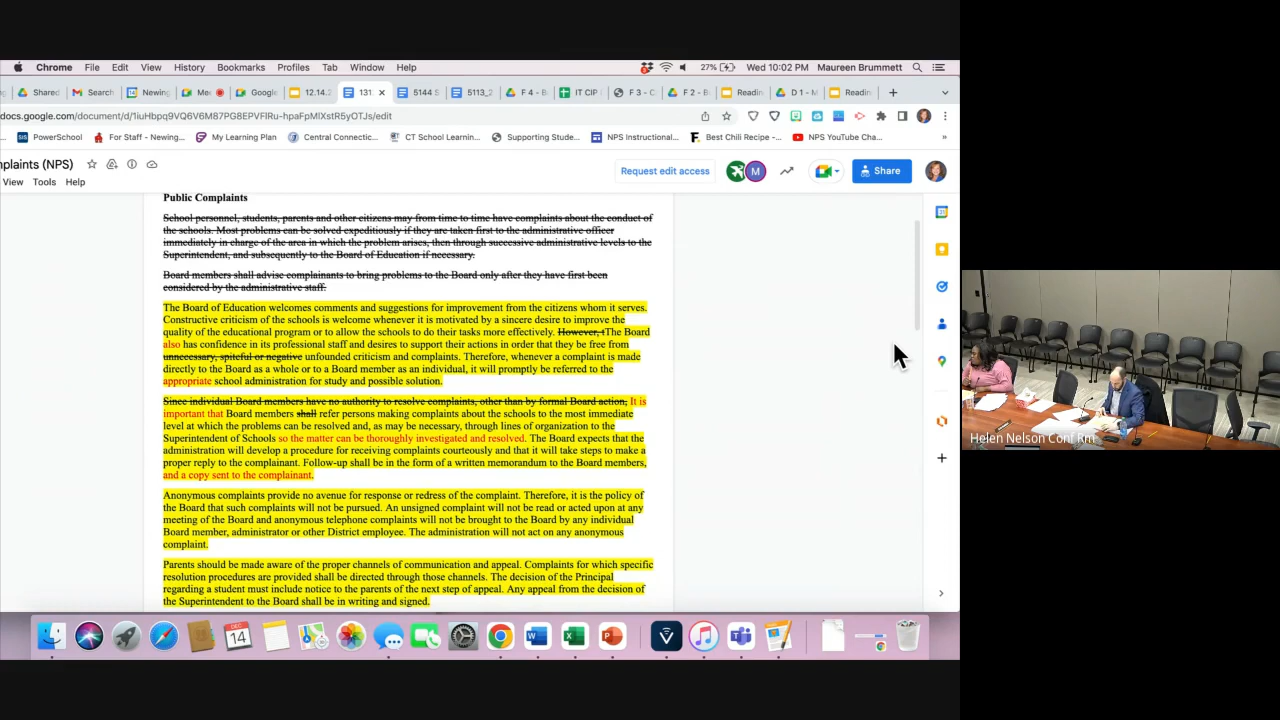 Chrome File Edit View History Bookmarks Profiles Tab Window Help 27% Wed 10:02 PM Maureen Brummett
Shared Search Newing Mee Google 12.14.2 131 5144 S 5113_2 F 4 - B IT CIP F 3 - C F 2 - B Readin D 1 - M Readin
docs.google.com/document/d/1iuHbpq9VQ6V6M87PG8EPVFIRu-hpaFpMIXstR5yOTJs/edit
PowerSchool For Staff - Newing... My Learning Plan Central Connectic... CT School Learnin... Supporting Stude... NPS Instructional... Best Chili Recipe -... NPS YouTube Cha... »
mplaints (NPS) Request edit access M Share
View Tools Help
Public Complaints
School personnel, students, parents and other citizens may from time to time have complaints about the conduct of
the schools. Most problems can be solved expeditiously if they are taken first to the administrative officer
immediately in charge of the area in which the problem arises, then through successive administrative levels to the
Superintendent, and subsequently to the Board of Education if necessary.
Board members shall advise complainants to bring problems to the Board only after they have first been
considered by the administrative staff.
The Board of Education welcomes comments and suggestions for improvement from the citizens whom it serves.
Constructive criticism of the schools is welcome whenever it is motivated by a sincere desire to improve the
quality of the educational program or to allow the schools to do their tasks more effectively. However, tThe Board
also has confidence in its professional staff and desires to support their actions in order that they be free from
unnecessary, spiteful or negative unfounded criticism and complaints. Therefore, whenever a complaint is made
directly to the Board as a whole or to a Board member as an individual, it will promptly be referred to the
appropriate school administration for study and possible solution.
Since individual Board members have no authority to resolve complaints, other than by formal Board action, It is
important that Board members shall refer persons making complaints about the schools to the most immediate
level at which the problems can be resolved and, as may be necessary, through lines of organization to the
Superintendent of Schools so the matter can be thoroughly investigated and resolved. The Board expects that the
administration will develop a procedure for receiving complaints courteously and that it will take steps to make a
proper reply to the complainant. Follow-up shall be in the form of a written memorandum to the Board members,
and a copy sent to the complainant.
Anonymous complaints provide no avenue for response or redress of the complaint. Therefore, it is the policy of
the Board that such complaints will not be pursued. An unsigned complaint will not be read or acted upon at any
meeting of the Board and anonymous telephone complaints will not be brought to the Board by any individual
Board member, administrator or other District employee. The administration will not act on any anonymous
complaint.
Parents should be made aware of the proper channels of communication and appeal. Complaints for which specific
resolution procedures are provided shall be directed through those channels. The decision of the Principal
regarding a student must include notice to the parents of the next step of appeal. Any appeal from the decision of
the Superintendent to the Board shall be in writing and signed.
DEC
14
Helen Nelson Conf Rm